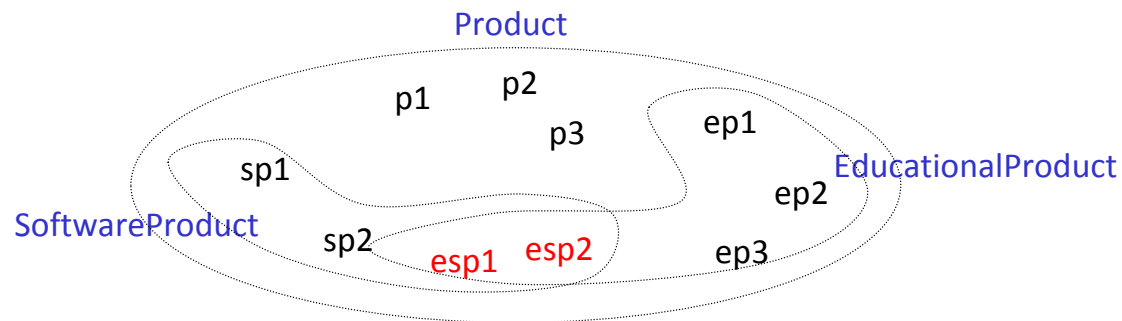 Product
p1
p2
p3
ep1
sp1
EducationalProduct
ep2
SoftwareProduct
sp2
esp1
esp2
ep3